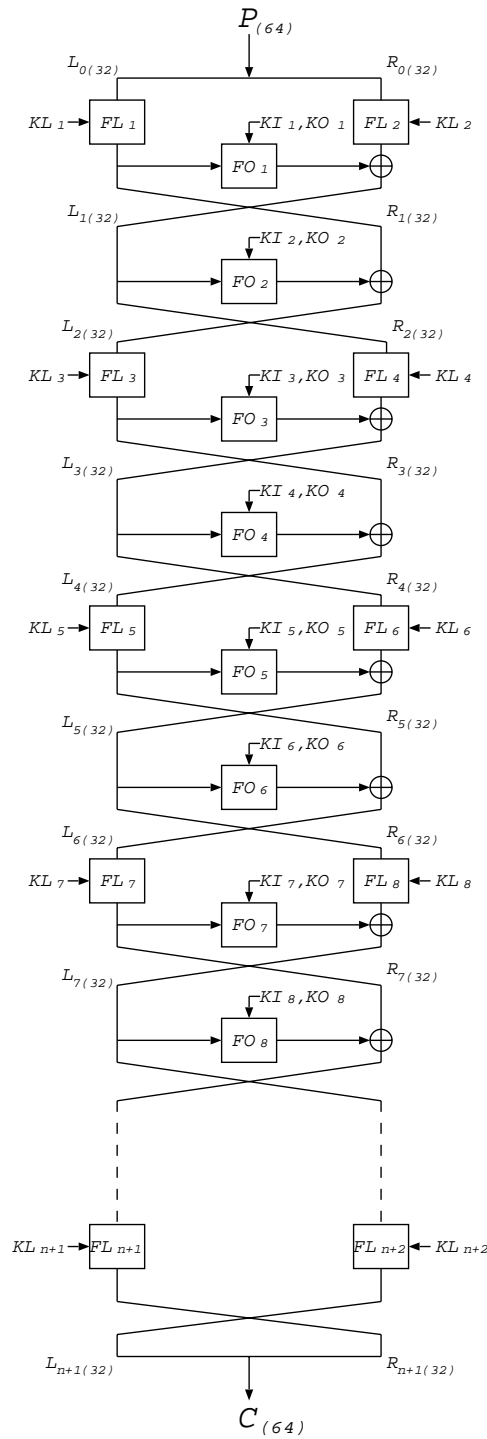 P(64)
L0(32) R0(32)
KL1 FL1 KI1,KO1 FL2 KL2
FO1
L1(32) R1(32)
KI2,KO2
FO2
L2(32) R2(32)
KL3 FL3 KI3,KO3 FL4 KL4
FO3
L3(32) R3(32)
KI4,KO4
FO4
L4(32) R4(32)
KL5 FL5 KI5,KO5 FL6 KL6
FO5
L5(32) R5(32)
KI6,KO6
FO6
L6(32) R6(32)
KL7 FL7 KI7,KO7 FL8 KL8
FO7
L7(32) R7(32)
KI8,KO8
FO8
KLn+1 FLn+1 FLn+2 KLn+2
Ln+1(32) Rn+1(32)
C(64)